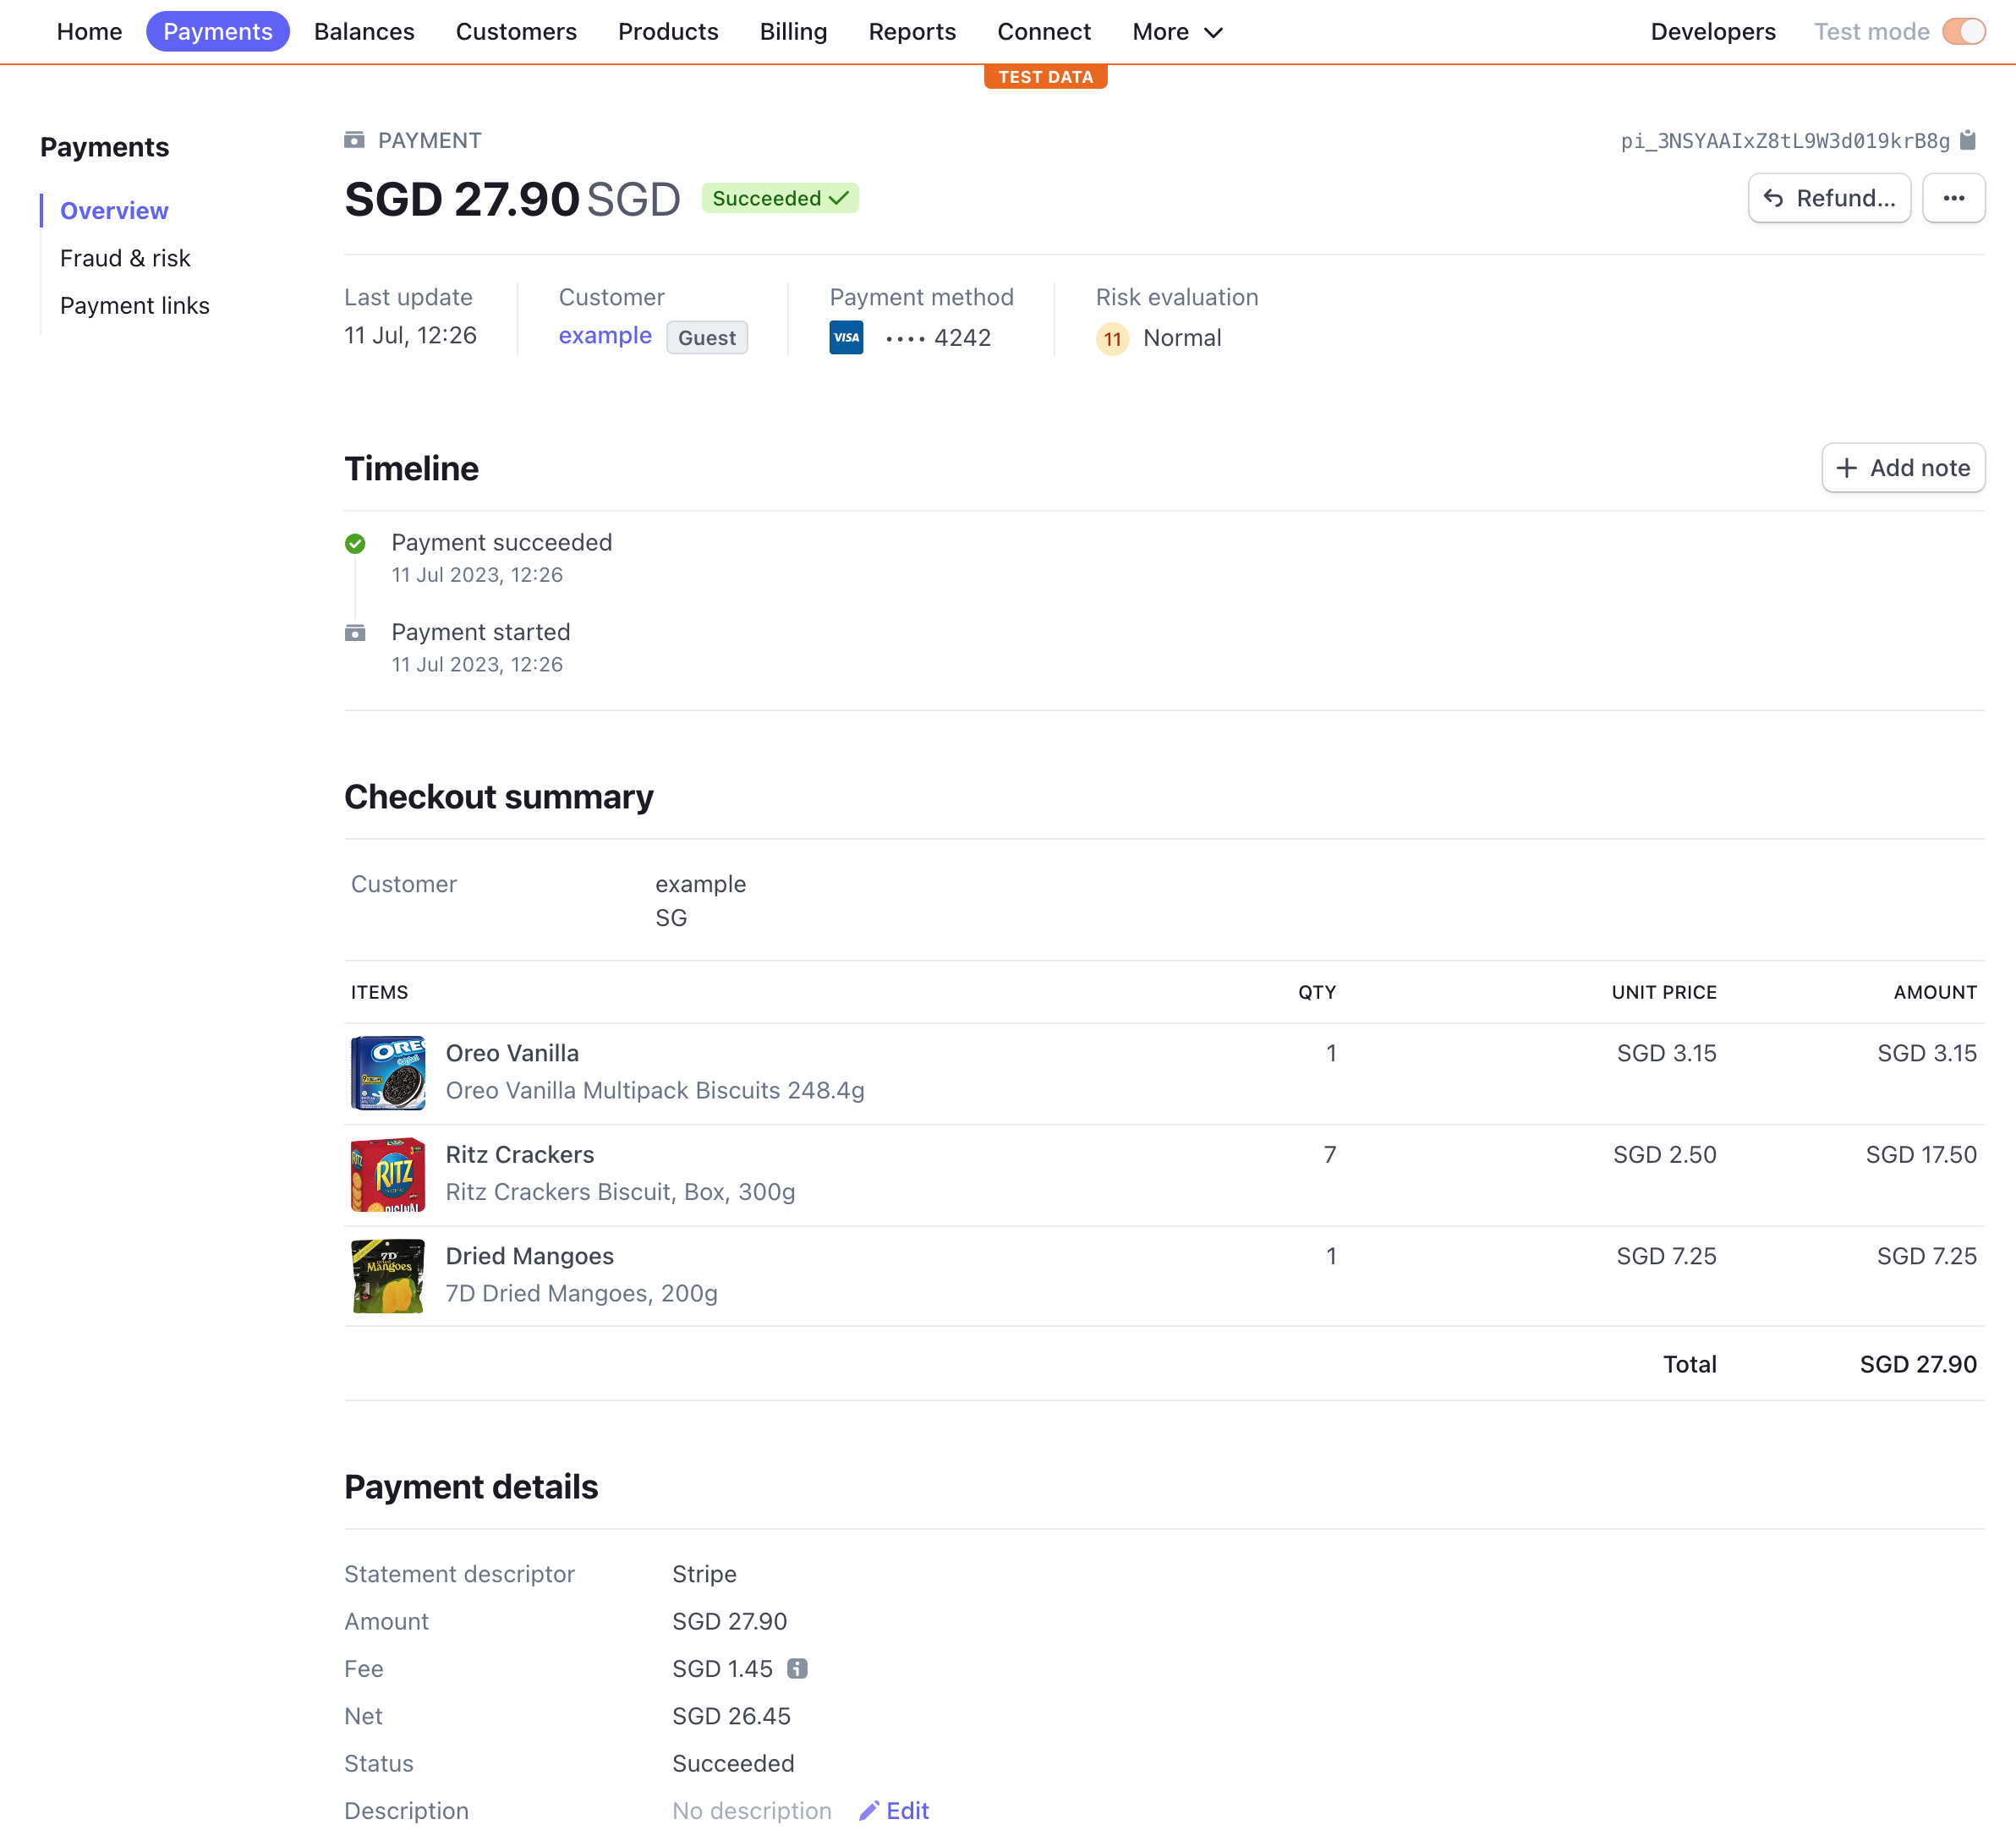 Home Payments Balances Customers Products Billing Reports Connect More Developers Test mode
TEST DATA
Payments
Overview
Fraud & risk
Payment links
PAYMENT
pi_3NSYAAIxZ8tL9W3d019krB8g
SGD 27.90 SGD Succeeded
Refund...
Last update
11 Jul, 12:26
Customer
example Guest
Payment method
VISA •••• 4242
Risk evaluation
11 Normal
Timeline
Add note
Payment succeeded
11 Jul 2023, 12:26
Payment started
11 Jul 2023, 12:26
Checkout summary
Customer example
SG
ITEMS QTY UNIT PRICE AMOUNT
Oreo Vanilla 1 SGD 3.15 SGD 3.15
Oreo Vanilla Multipack Biscuits 248.4g
Ritz Crackers 7 SGD 2.50 SGD 17.50
Ritz Crackers Biscuit, Box, 300g
RITZ
Dried Mangoes 1 SGD 7.25 SGD 7.25
7D Dried Mangoes, 200g
7D
Mangoes
Total SGD 27.90
Payment details
Statement descriptor Stripe
Amount SGD 27.90
Fee SGD 1.45
Net SGD 26.45
Status Succeeded
Description No description Edit